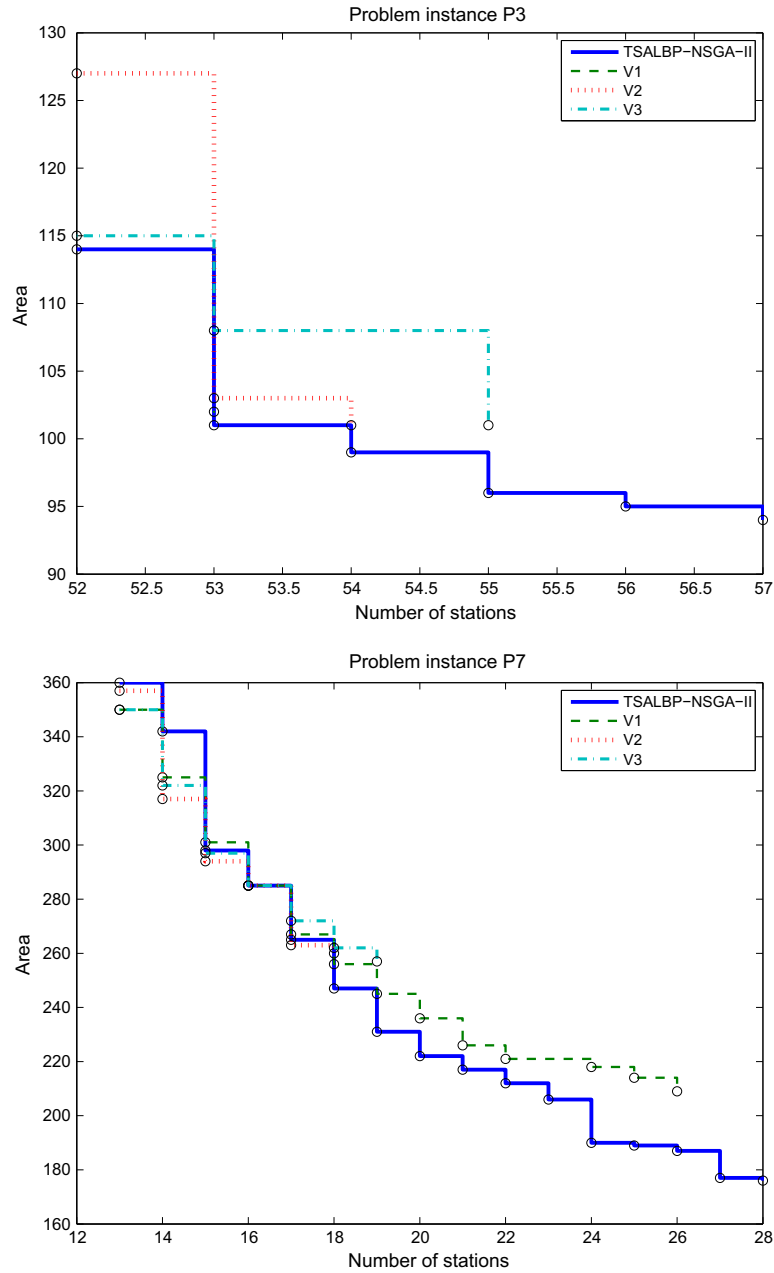 Problem instance P3
130
125
120
115
110
105
100
95
90
Area
TSALBP-NSGA-II
V1
V2
V3
52 52.5 53 53.5 54 54.5 55 55.5 56 56.5 57
Number of stations
Problem instance P7
360
340
320
300
280
260
240
220
200
180
160
Area
TSALBP-NSGA-II
V1
V2
V3
12 14 16 18 20 22 24 26 28
Number of stations